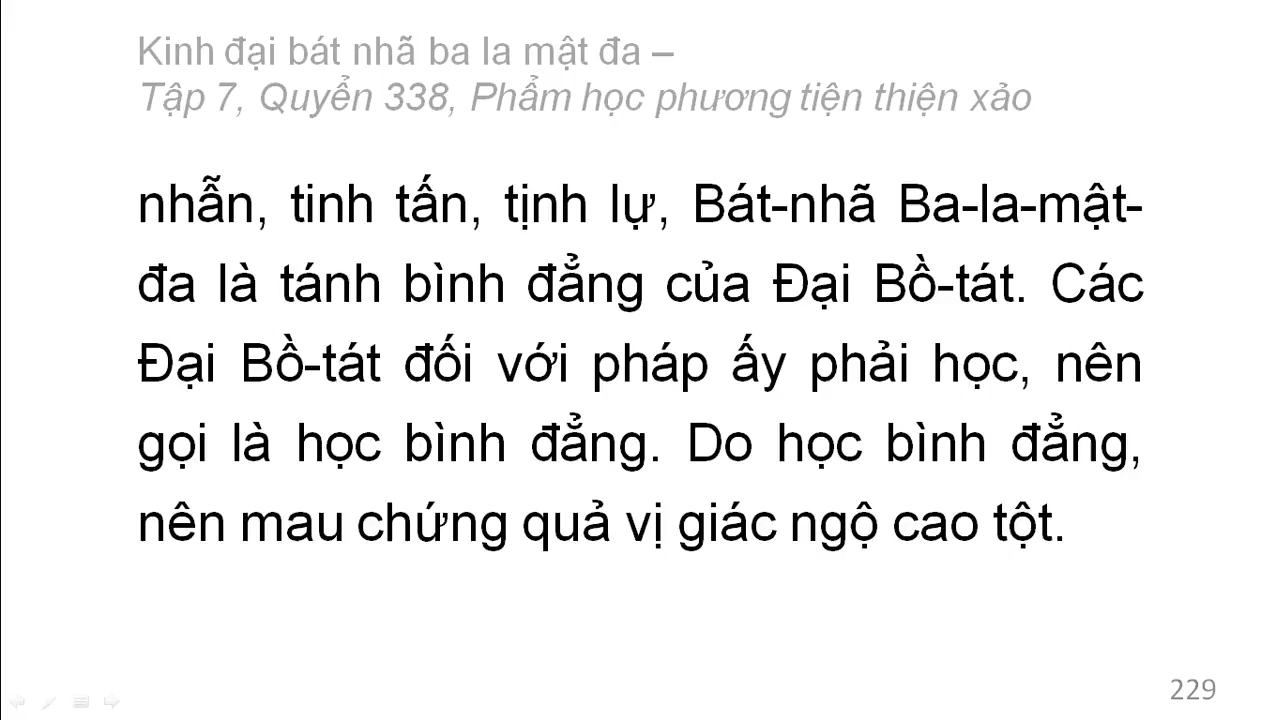 Kinh đại bát nhã ba la mật đa –
Tập 7, Quyển 338, Phẩm học phương tiện thiện xảo
nhẫn, tinh tấn, tịnh lự, Bát-nhã Ba-la-mật-
đa là tánh bình đẳng của Đại Bồ-tát. Các
Đại Bồ-tát đối với pháp ấy phải học, nên
gọi là học bình đẳng. Do học bình đẳng,
nên mau chứng quả vị giác ngộ cao tột.
229